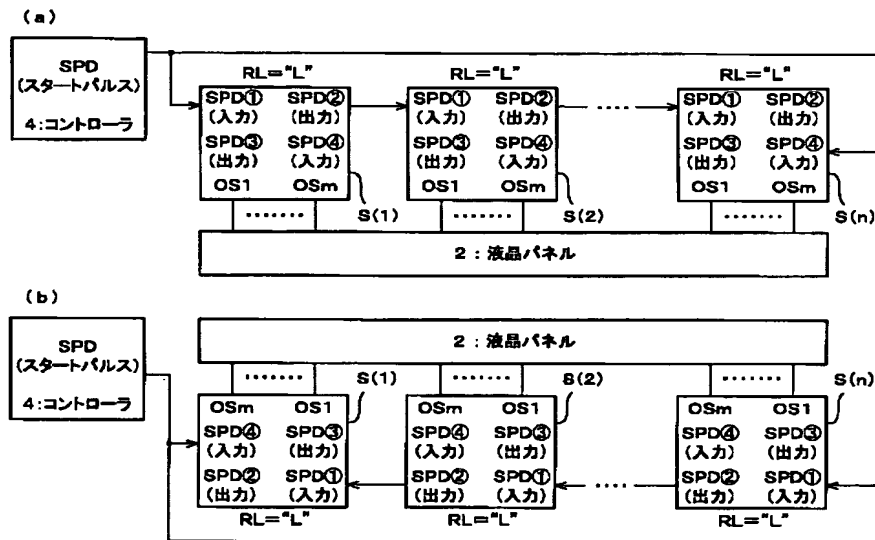 (a)
SPD
(スタートパルス)
4:コントローラ
RL="L"
SPD① SPD②
(入力) (出力)
SPD③ SPD④
(出力) (入力)
OS1 OSm
S(1)
RL="L"
SPD① SPD②
(入力) (出力)
SPD③ SPD④
(出力) (入力)
OS1 OSm
S(2)
RL="L"
SPD① SPD②
(入力) (出力)
SPD③ SPD④
(出力) (入力)
OS1 OSm
S(n)
2:液晶パネル
(b)
SPD
(スタートパルス)
4:コントローラ
2:液晶パネル
S(1)
OSm OS1
SPD④ SPD③
(入力) (出力)
SPD② SPD①
(出力) (入力)
RL="L"
S(2)
OSm OS1
SPD④ SPD③
(入力) (出力)
SPD② SPD①
(出力) (入力)
RL="L"
S(n)
OSm OS1
SPD④ SPD③
(入力) (出力)
SPD② SPD①
(出力) (入力)
RL="L"